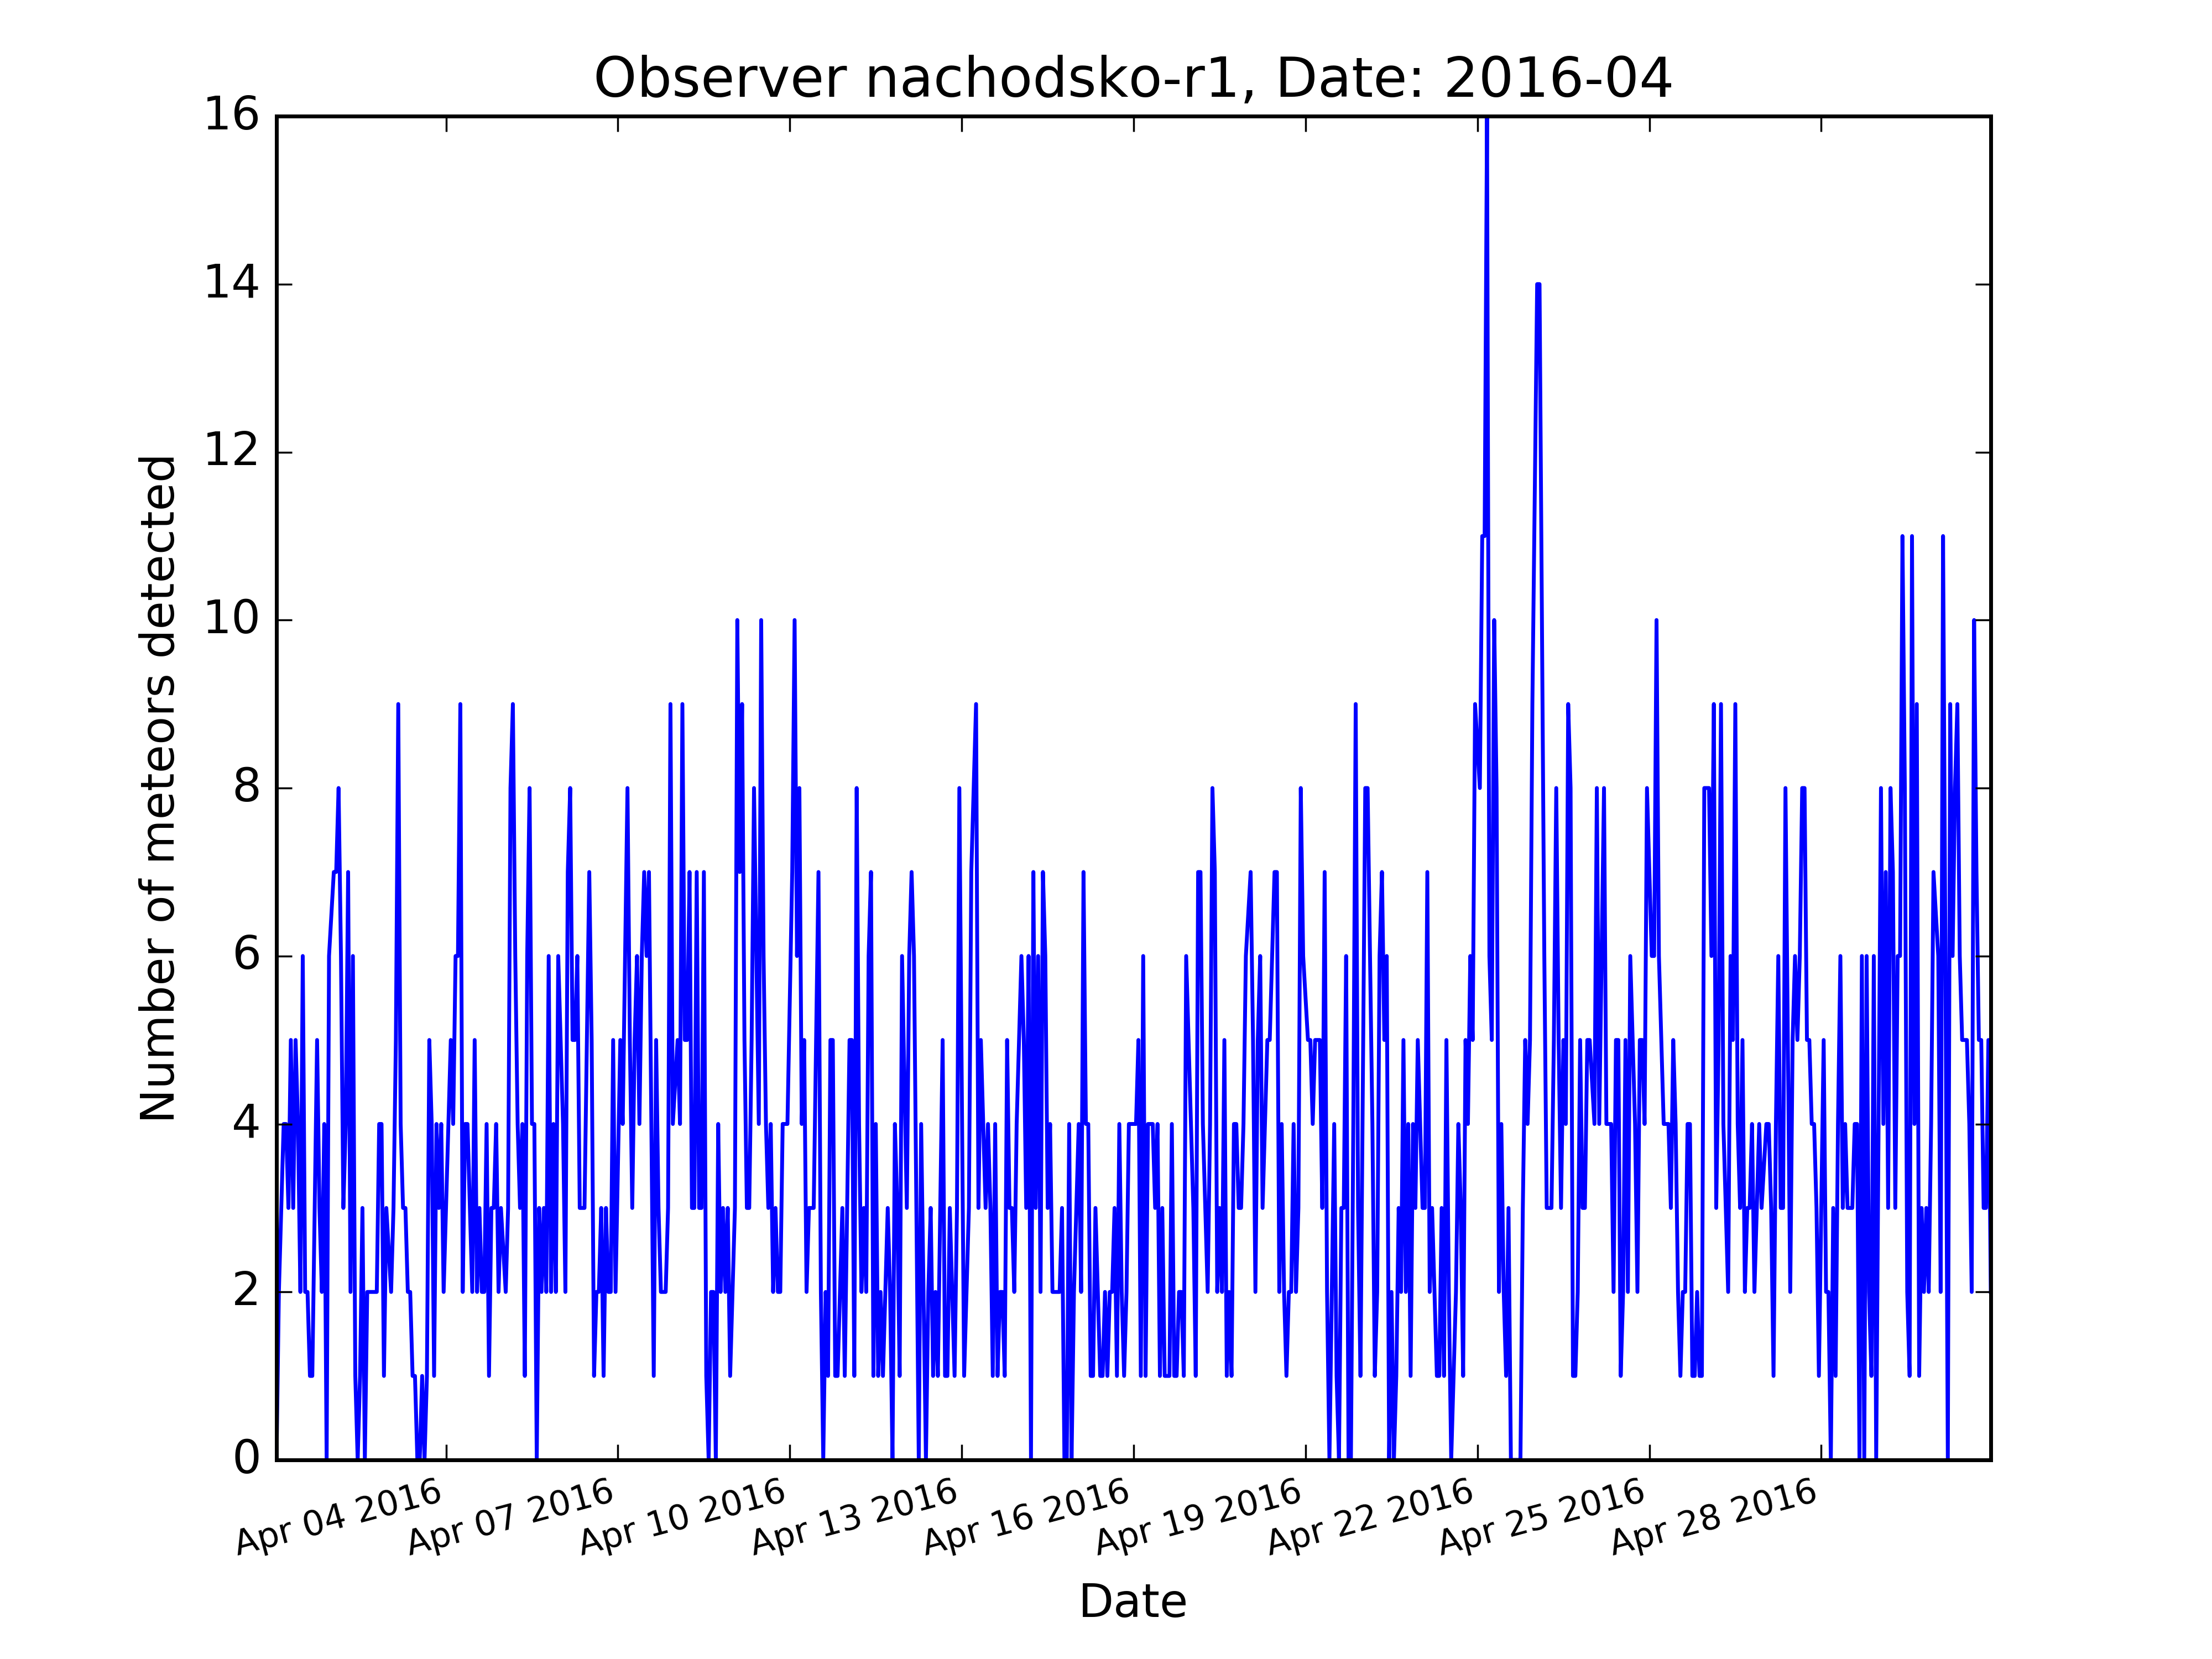 Observer nachodsko-r1, Date: 2016-04
Number of meteors detected
16
14
12
10
8
6
4
2
0
Apr 04 2016
Apr 07 2016
Apr 10 2016
Apr 13 2016
Apr 16 2016
Apr 19 2016
Apr 22 2016
Apr 25 2016
Apr 28 2016
Date